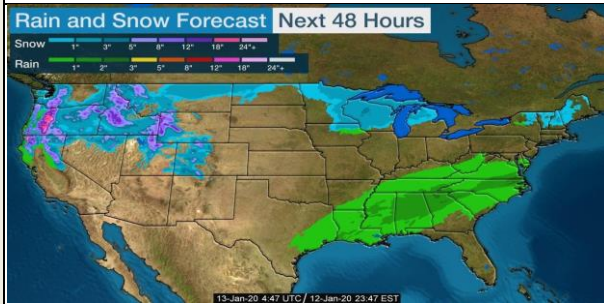 Rain and Snow Forecast Next 48 Hours
Snow
1" 3" 5" 8" 12" 18" 24"+
Rain
1" 2" 3" 5" 8" 12" 18" 24"+
13-Jan-20 4:47 UTC / 12-Jan-20 23:47 EST